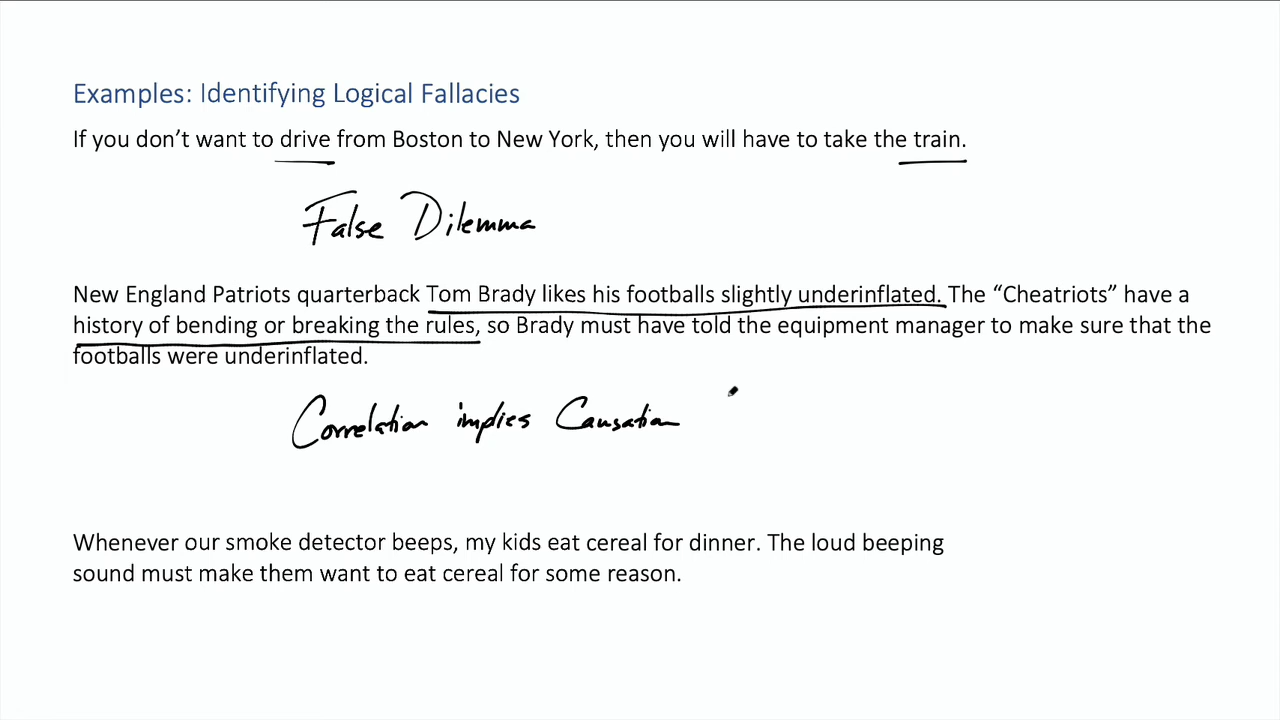 Examples: Identifying Logical Fallacies
If you don’t want to drive from Boston to New York, then you will have to take the train.
False Dilemma
New England Patriots quarterback Tom Brady likes his footballs slightly underinflated. The “Cheatriots” have a
history of bending or breaking the rules, so Brady must have told the equipment manager to make sure that the
footballs were underinflated.
Correlation implies Causation
Whenever our smoke detector beeps, my kids eat cereal for dinner. The loud beeping
sound must make them want to eat cereal for some reason.